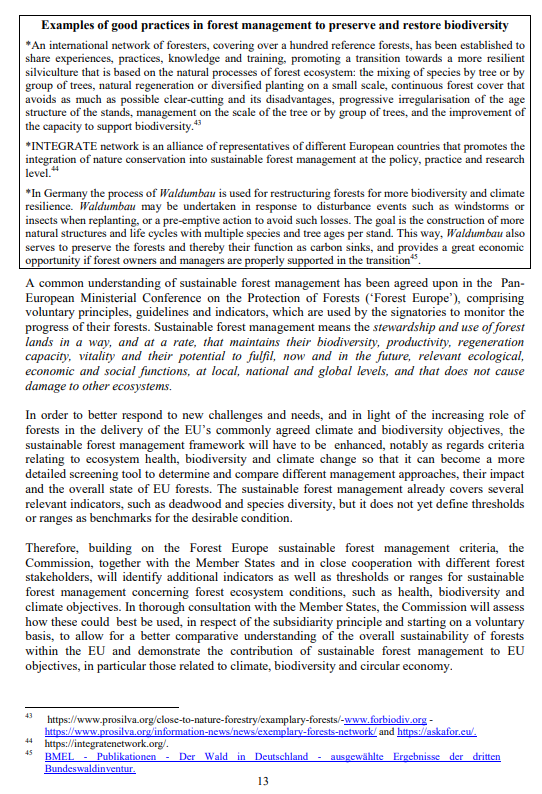 Examples of good practices in forest management to preserve and restore biodiversity
*An international network of foresters, covering over a hundred reference forests, has been established to
share experiences, practices, knowledge and training, promoting a transition towards a more resilient
silviculture that is based on the natural processes of forest ecosystem: the mixing of species by tree or by
group of trees, natural regeneration or diversified planting on a small scale, continuous forest cover that
avoids as much as possible clear-cutting and its disadvantages, progressive irregularisation of the age
structure of the stands, management on the scale of the tree or by group of trees, and the improvement of
the capacity to support biodiversity.43
*INTEGRATE network is an alliance of representatives of different European countries that promotes the
integration of nature conservation into sustainable forest management at the policy, practice and research
level.44
*In Germany the process of Waldumbau is used for restructuring forests for more biodiversity and climate
resilience. Waldumbau may be undertaken in response to disturbance events such as windstorms or
insects when replanting, or a pre-emptive action to avoid such losses. The goal is the construction of more
natural structures and life cycles with multiple species and tree ages per stand. This way, Waldumbau also
serves to preserve the forests and thereby their function as carbon sinks, and provides a great economic
opportunity if forest owners and managers are properly supported in the transition45.
A common understanding of sustainable forest management has been agreed upon in the Pan-
European Ministerial Conference on the Protection of Forests (‘Forest Europe’), comprising
voluntary principles, guidelines and indicators, which are used by the signatories to monitor the
progress of their forests. Sustainable forest management means the stewardship and use of forest
lands in a way, and at a rate, that maintains their biodiversity, productivity, regeneration
capacity, vitality and their potential to fulfil, now and in the future, relevant ecological,
economic and social functions, at local, national and global levels, and that does not cause
damage to other ecosystems.
In order to better respond to new challenges and needs, and in light of the increasing role of
forests in the delivery of the EU’s commonly agreed climate and biodiversity objectives, the
sustainable forest management framework will have to be enhanced, notably as regards criteria
relating to ecosystem health, biodiversity and climate change so that it can become a more
detailed screening tool to determine and compare different management approaches, their impact
and the overall state of EU forests. The sustainable forest management already covers several
relevant indicators, such as deadwood and species diversity, but it does not yet define thresholds
or ranges as benchmarks for the desirable condition.
Therefore, building on the Forest Europe sustainable forest management criteria, the
Commission, together with the Member States and in close cooperation with different forest
stakeholders, will identify additional indicators as well as thresholds or ranges for sustainable
forest management concerning forest ecosystem conditions, such as health, biodiversity and
climate objectives. In thorough consultation with the Member States, the Commission will assess
how these could best be used, in respect of the subsidiarity principle and starting on a voluntary
basis, to allow for a better comparative understanding of the overall sustainability of forests
within the EU and demonstrate the contribution of sustainable forest management to EU
objectives, in particular those related to climate, biodiversity and circular economy.
43 https://www.prosilva.org/close-to-nature-forestry/examplary-forests/-www.forbiodiv.org -
https://www.prosilva.org/information-news/news/exemplary-forests-network/ and https://askafor.eu/.
44 https://integratenetwork.org/.
45 BMEL - Publikationen - Der Wald in Deutschland - ausgewählte Ergebnisse der dritten
Bundeswaldinventur.
13